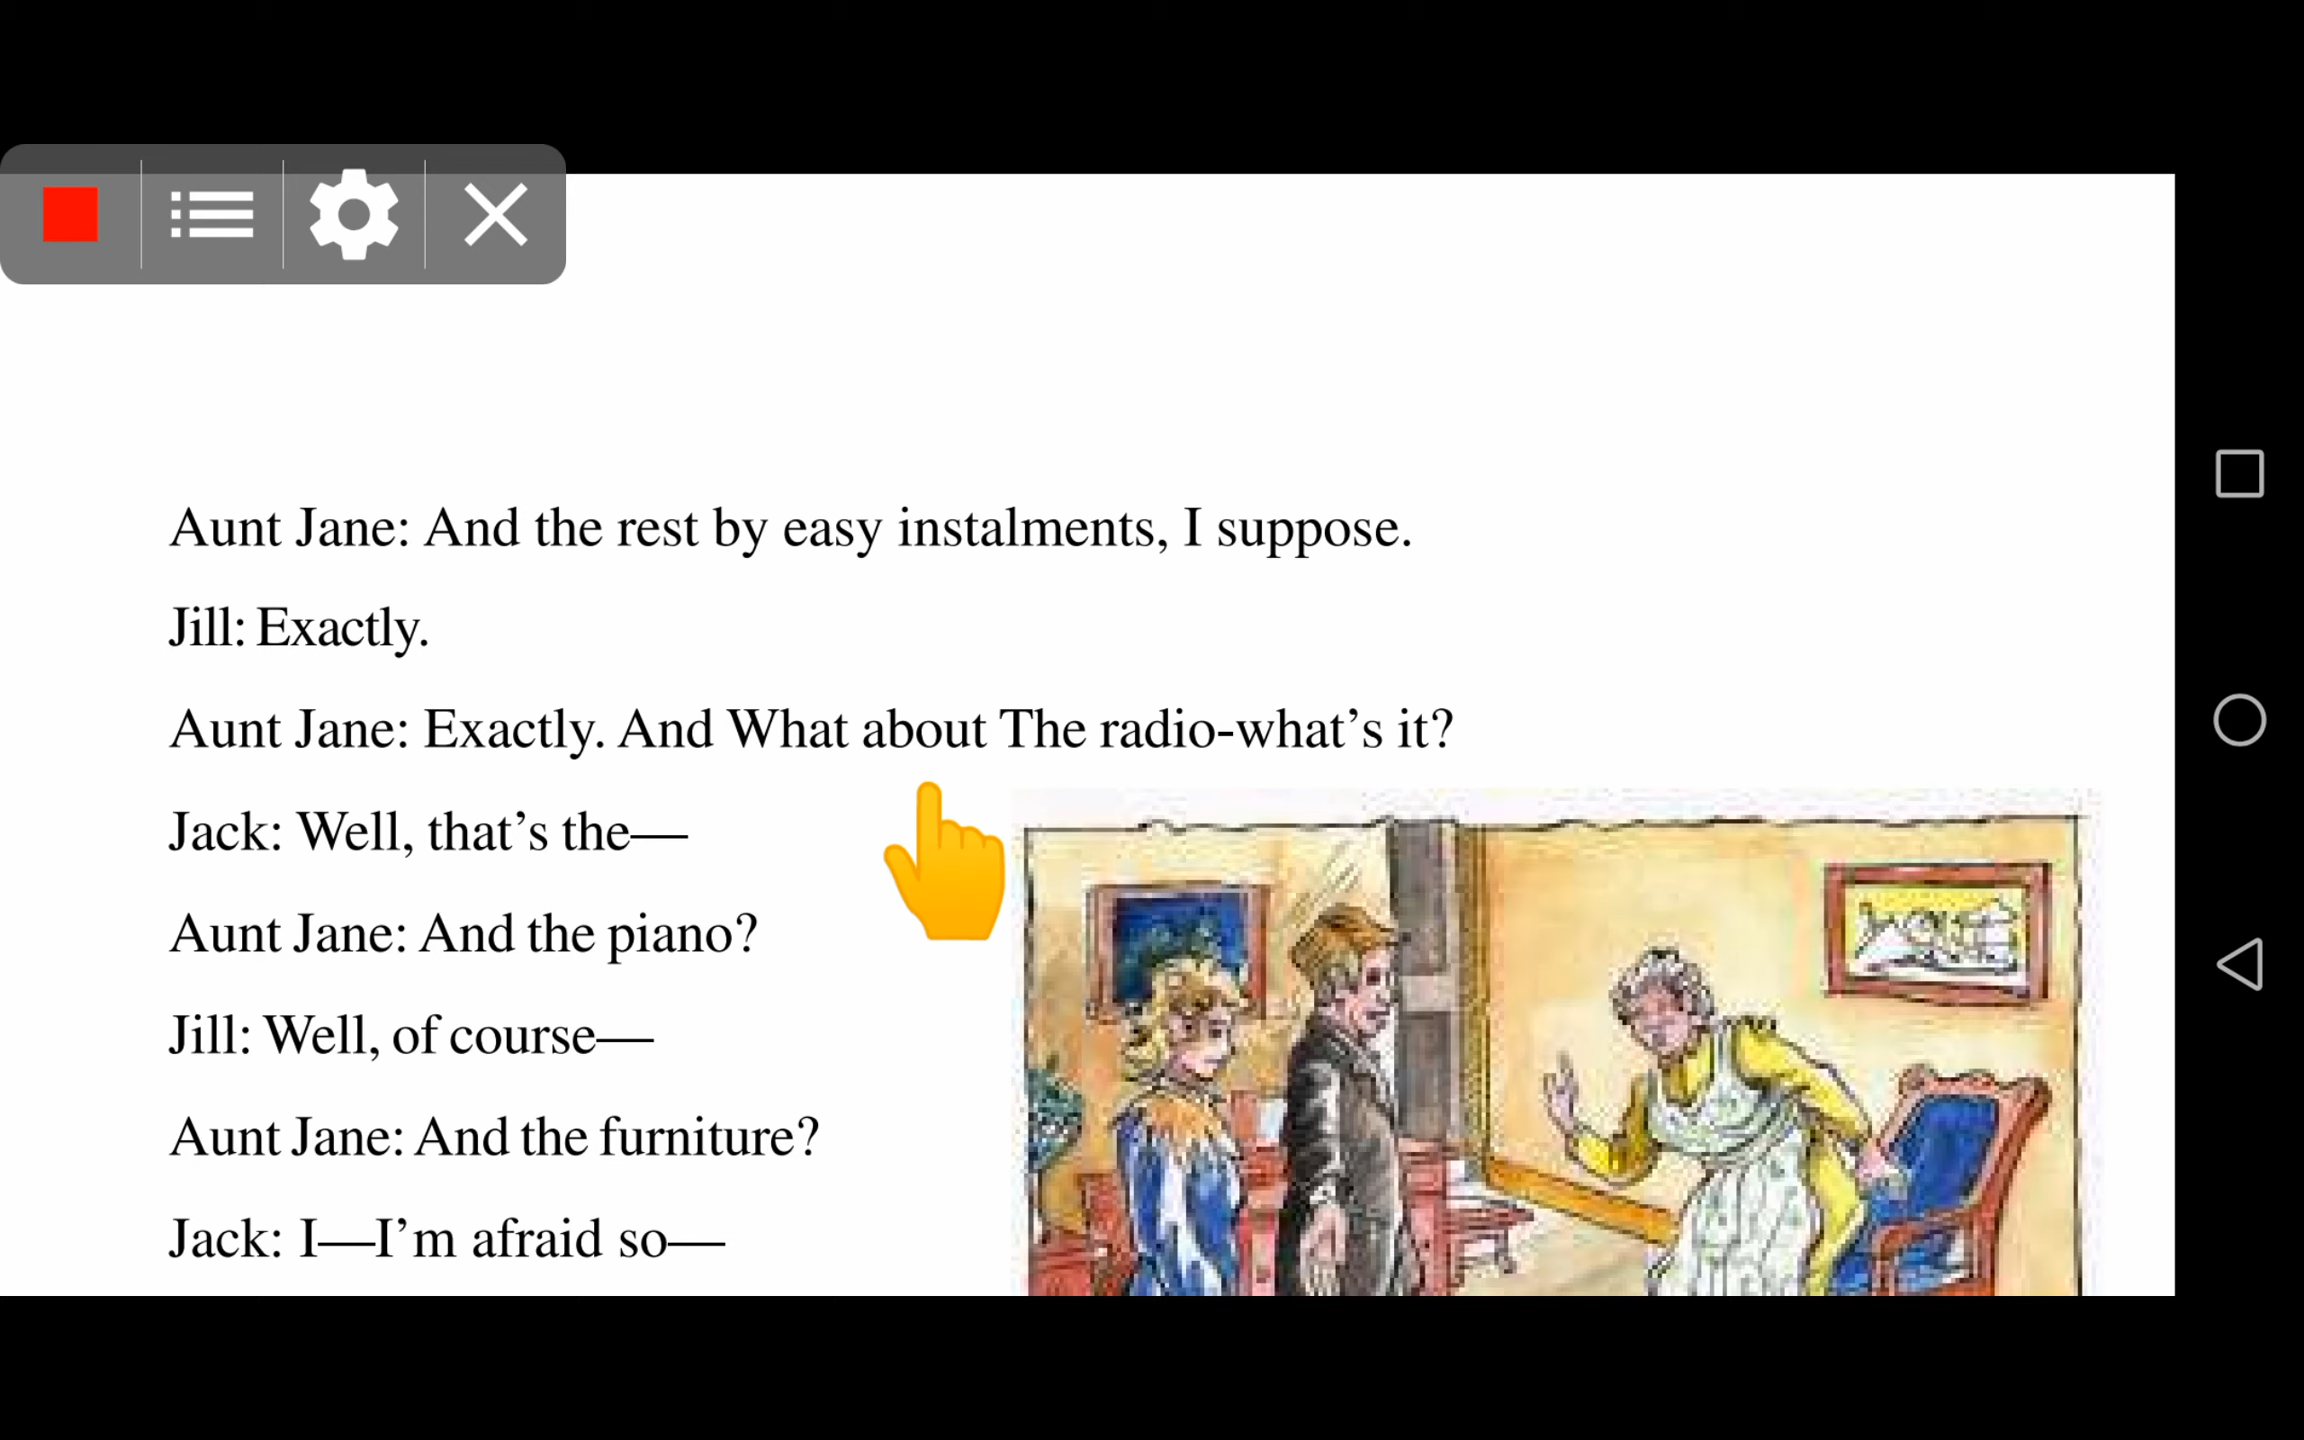 Aunt Jane: And the rest by easy instalments, I suppose.
Jill: Exactly.
Aunt Jane: Exactly. And What about The radio-what’s it?
Jack: Well, that’s the—
Aunt Jane: And the piano?
Jill: Well, of course—
Aunt Jane: And the furniture?
Jack: I—I’m afraid so—